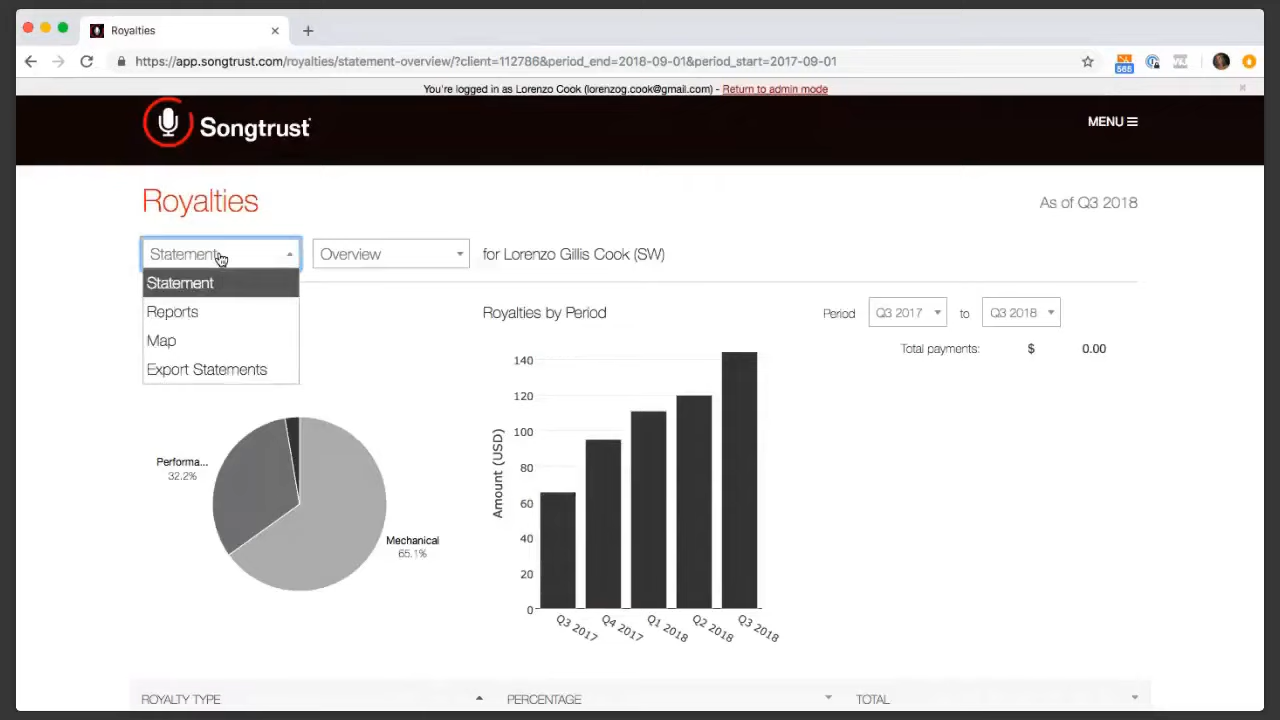 Royalties
https://app.songtrust.com/royalties/statement-overview/?client=112786&period_end=2018-09-01&period_start=2017-09-01
565
You're logged in as Lorenzo Cook (lorenzog.cook@gmail.com) - Return to admin mode
Songtrust
MENU
Royalties
As of Q3 2018
Statement
Overview
for Lorenzo Gillis Cook (SW)
Statement
Reports
Map
Export Statements
Royalties by Period
Period
Q3 2017
to
Q3 2018
Total payments:
$
0.00
Performa...
32.2%
Mechanical
65.1%
Amount (USD)
140
120
100
80
60
40
20
0
Q3 2017
Q4 2017
Q1 2018
Q2 2018
Q3 2018
ROYALTY TYPE
PERCENTAGE
TOTAL